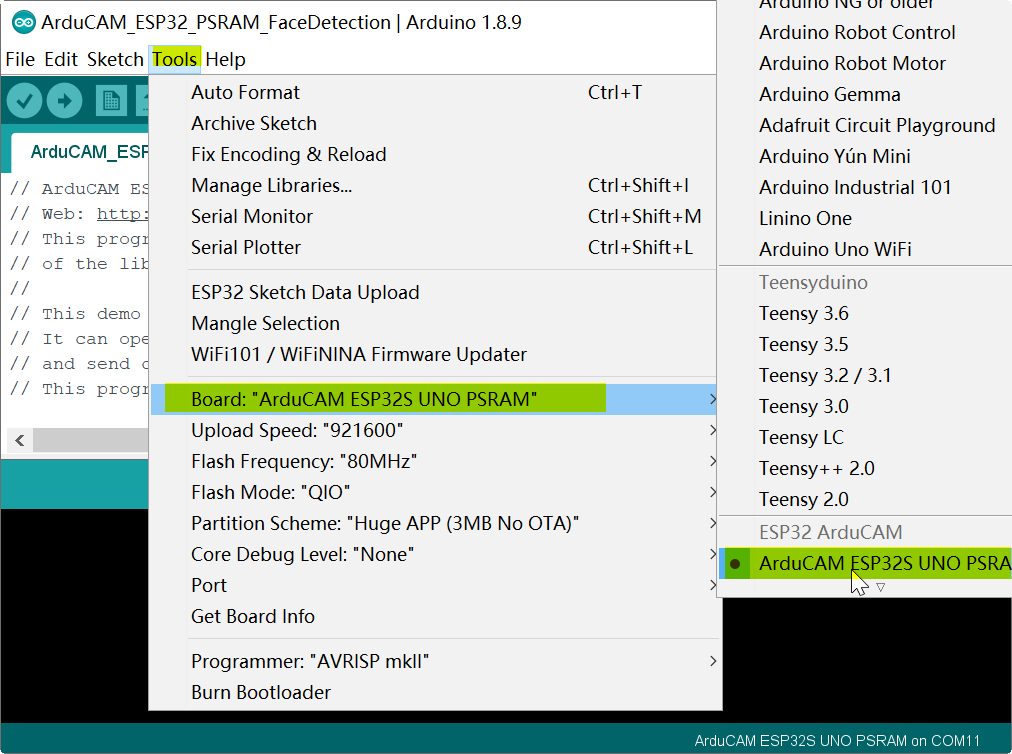 ArduCAM_ESP32_PSRAM_FaceDetection | Arduino 1.8.9
File Edit Sketch Tools Help
ArduCAM_ESP
// ArduCAM ES
// Web: http:
// This progr
// of the lib
//
// This demo
// It can ope
// and send
// This progr
Auto Format Ctrl+T
Archive Sketch
Fix Encoding & Reload
Manage Libraries... Ctrl+Shift+I
Serial Monitor Ctrl+Shift+M
Serial Plotter Ctrl+Shift+L
ESP32 Sketch Data Upload
Mangle Selection
WiFi101 / WiFiNINA Firmware Updater
Board: "ArduCAM ESP32S UNO PSRAM"
Upload Speed: "921600"
Flash Frequency: "80MHz"
Flash Mode: "QIO"
Partition Scheme: "Huge APP (3MB No OTA)"
Core Debug Level: "None"
Port
Get Board Info
Programmer: "AVRISP mkII"
Burn Bootloader
Arduino NG or older
Arduino Robot Control
Arduino Robot Motor
Arduino Gemma
Adafruit Circuit Playground
Arduino Yún Mini
Arduino Industrial 101
Linino One
Arduino Uno WiFi
Teensyduino
Teensy 3.6
Teensy 3.5
Teensy 3.2 / 3.1
Teensy 3.0
Teensy LC
Teensy++ 2.0
Teensy 2.0
ESP32 ArduCAM
ArduCAM ESP32S UNO PSRA
ArduCAM ESP32S UNO PSRAM on COM11